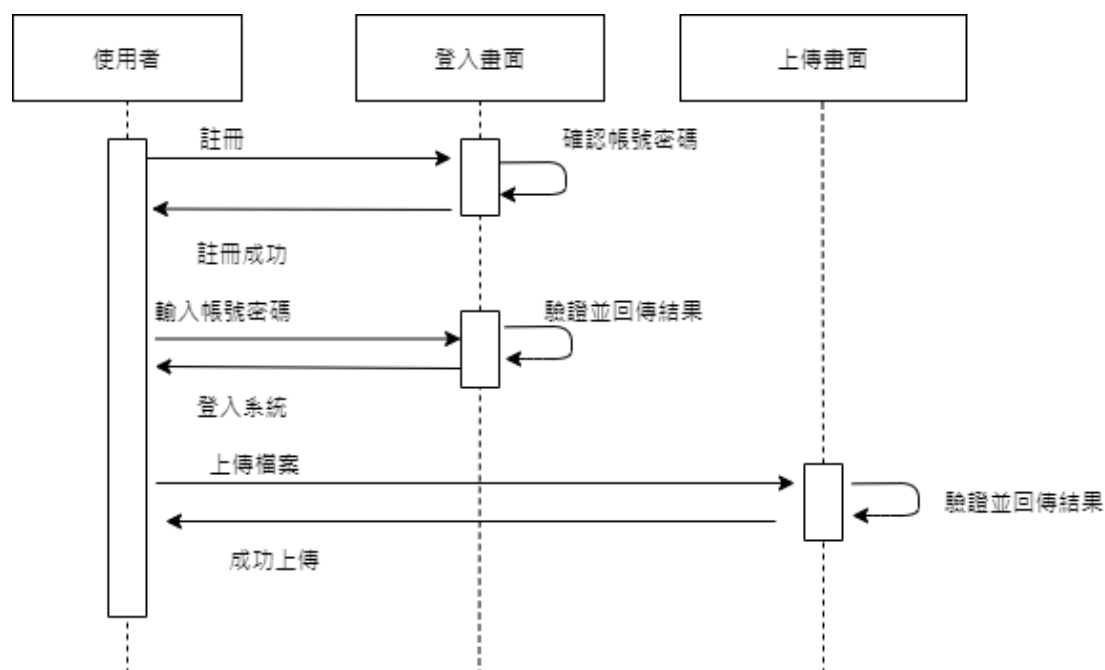 使用者
登入畫面
上傳畫面
註冊
確認帳號密碼
註冊成功
輸入帳號密碼
驗證並回傳結果
登入系統
上傳檔案
驗證並回傳結果
成功上傳